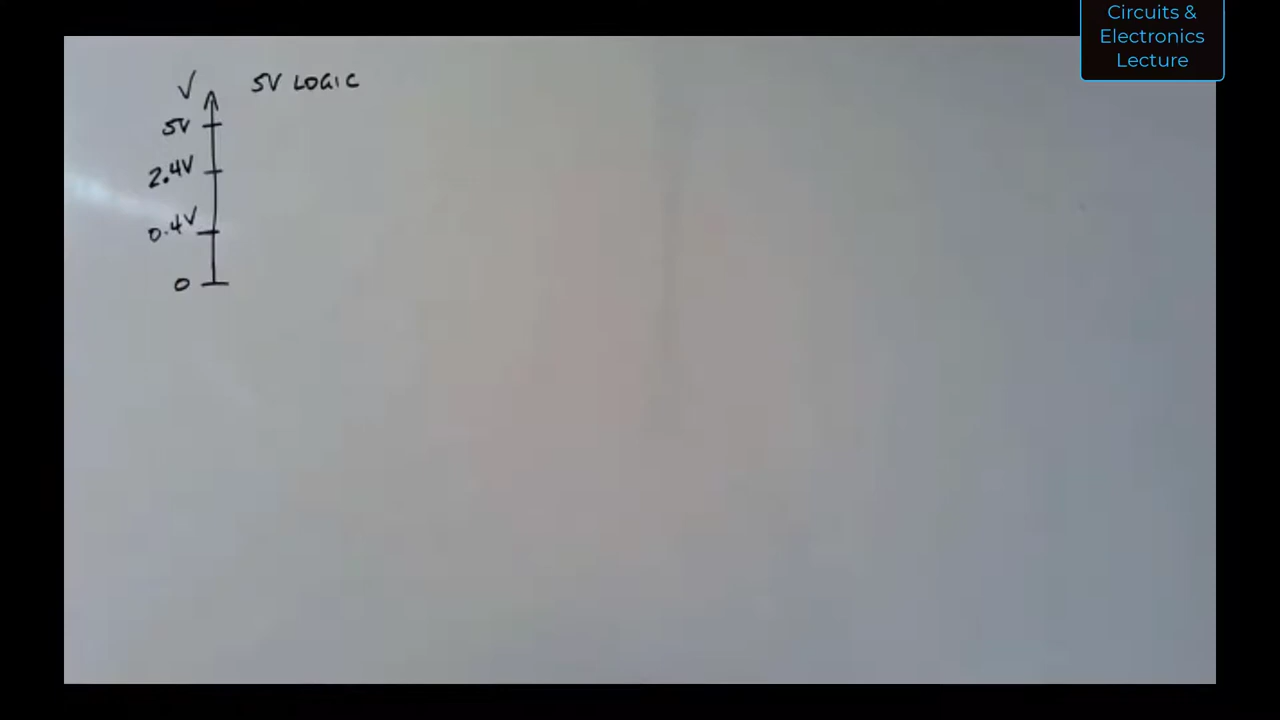 V 5V LOGIC
5V
2.4V
0.4V
0
Circuits &
Electronics
Lecture